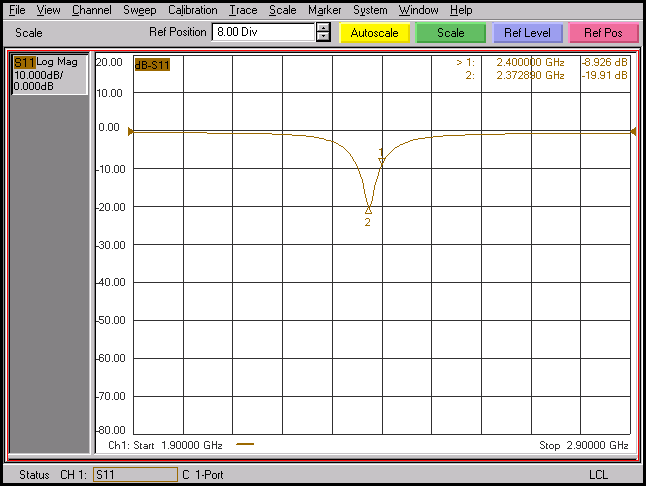 File View Channel Sweep Calibration Trace Scale Marker System Window Help
Scale Ref Position 8.00 Div Autoscale Scale Ref Level Ref Pos
S11 Log Mag
10.000dB/
0.000dB
dB-S11
> 1: 2.400000 GHz -8.926 dB
2: 2.372890 GHz -19.91 dB
20.00
10.00
0.00
-10.00
-20.00
-30.00
-40.00
-50.00
-60.00
-70.00
-80.00
1
2
Ch1: Start 1.90000 GHz Stop 2.90000 GHz
Status CH 1: S11 C 1-Port LCL